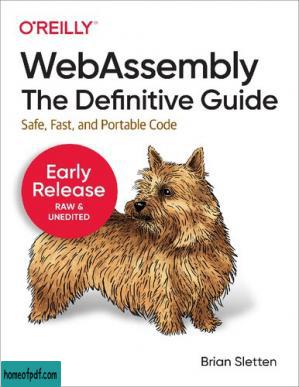 O'REILLY®
WebAssembly
The Definitive Guide
Safe, Fast, and Portable Code
Early
Release
RAW &
UNEDITED
Brian Sletten
homeofpdf.com